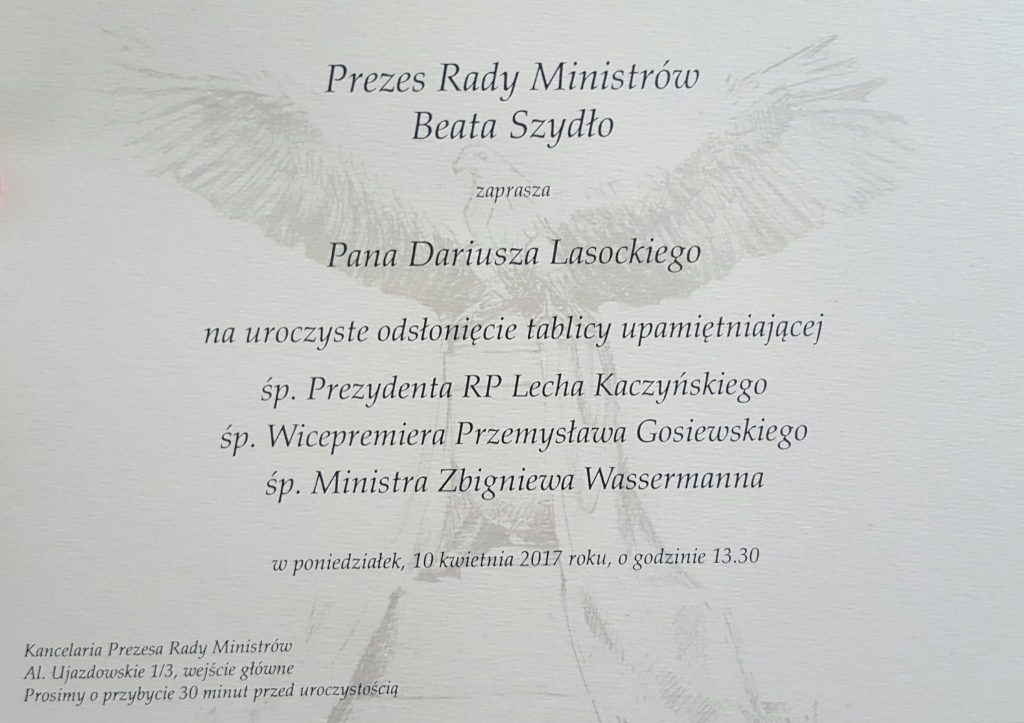 Prezes Rady Ministrów
Beata Szydło
zaprasza
Pana Dariusza Lasockiego
na uroczyste odsłonięcie tablicy upamiętniającej
śp. Prezydenta RP Lecha Kaczyńskiego
śp. Wicepremiera Przemysława Gosiewskiego
śp. Ministra Zbigniewa Wassermanna
w poniedziałek, 10 kwietnia 2017 roku, o godzinie 13.30
Kancelaria Prezesa Rady Ministrów
Al. Ujazdowskie 1/3, wejście główne
Prosimy o przybycie 30 minut przed uroczystością